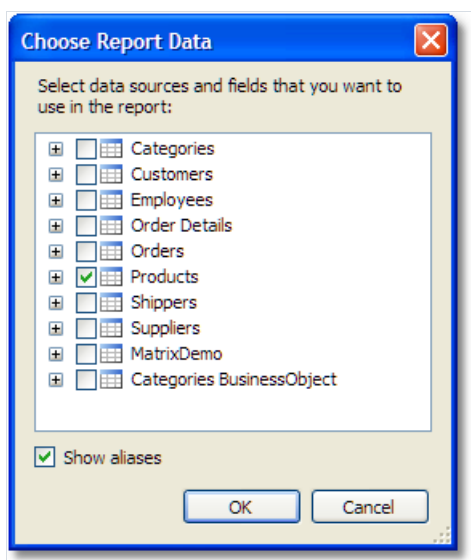 Choose Report Data
Select data sources and fields that you want to
use in the report:
Categories
Customers
Employees
Order Details
Orders
Products
Shippers
Suppliers
MatrixDemo
Categories BusinessObject
Show aliases
OK Cancel